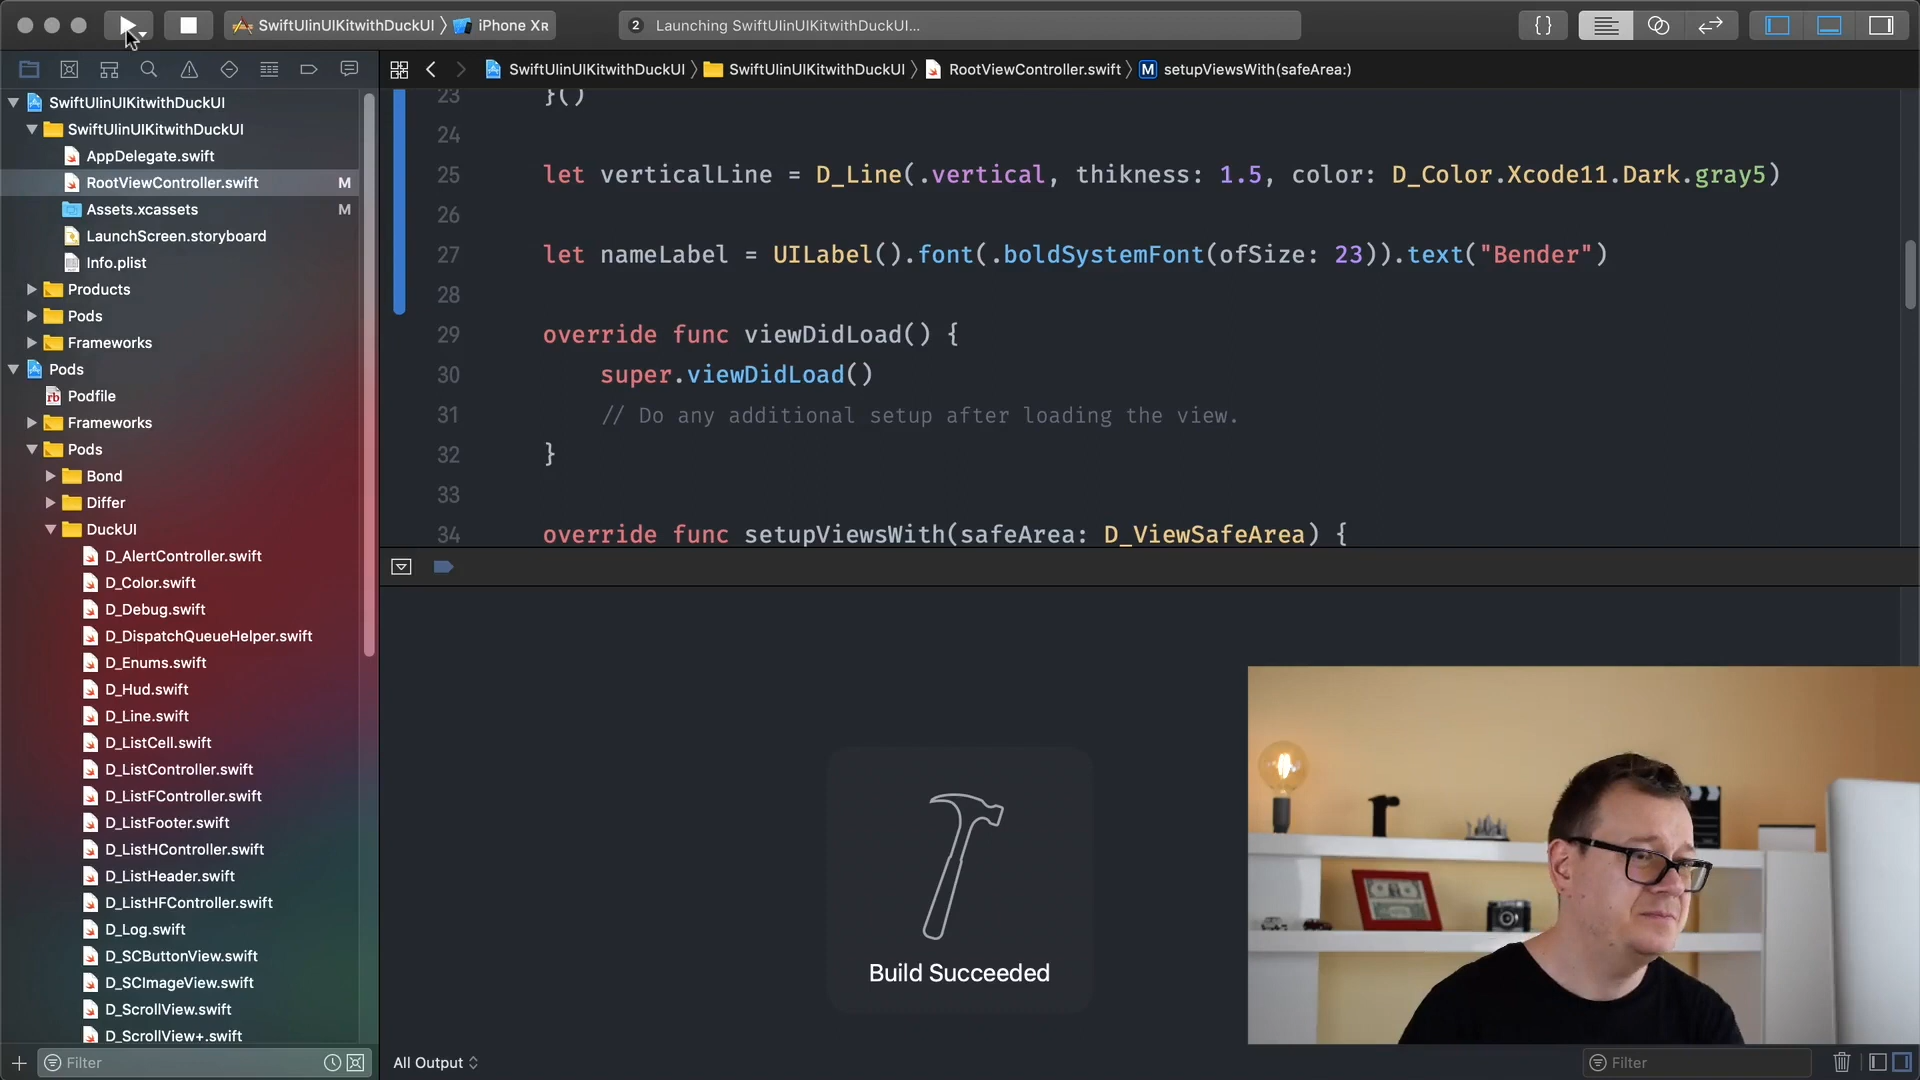 SwiftUIinUIKitwithDuckUI
iPhone XR
2 Launching SwiftUIinUIKitwithDuckUI...
{}
SwiftUIinUIKitwithDuckUI
SwiftUIinUIKitwithDuckUI
RootViewController.swift
M setupViewsWith(safeArea:)
SwiftUIinUIKitwithDuckUI
SwiftUIinUIKitwithDuckUI
AppDelegate.swift
RootViewController.swift M
Assets.xcassets M
LaunchScreen.storyboard
Info.plist
Products
Pods
Frameworks
Pods
rb Podfile
Frameworks
Pods
Bond
Differ
DuckUI
D_AlertController.swift
D_Color.swift
D_Debug.swift
D_DispatchQueueHelper.swift
D_Enums.swift
D_Hud.swift
D_Line.swift
D_ListCell.swift
D_ListController.swift
D_ListFController.swift
D_ListFooter.swift
D_ListHController.swift
D_ListHeader.swift
D_ListHFController.swift
D_Log.swift
D_SCButtonView.swift
D_SCImageView.swift
D_ScrollView.swift
D_ScrollView+.swift
Filter
23 }()
24
25 let verticalLine = D_Line(.vertical, thikness: 1.5, color: D_Color.Xcode11.Dark.gray5)
26
27 let nameLabel = UILabel().font(.boldSystemFont(ofSize: 23)).text("Bender")
28
29 override func viewDidLoad() {
30 super.viewDidLoad()
31 // Do any additional setup after loading the view.
32 }
33
34 override func setupViewsWith(safeArea: D_ViewSafeArea) {
Build Succeeded
All Output
Filter